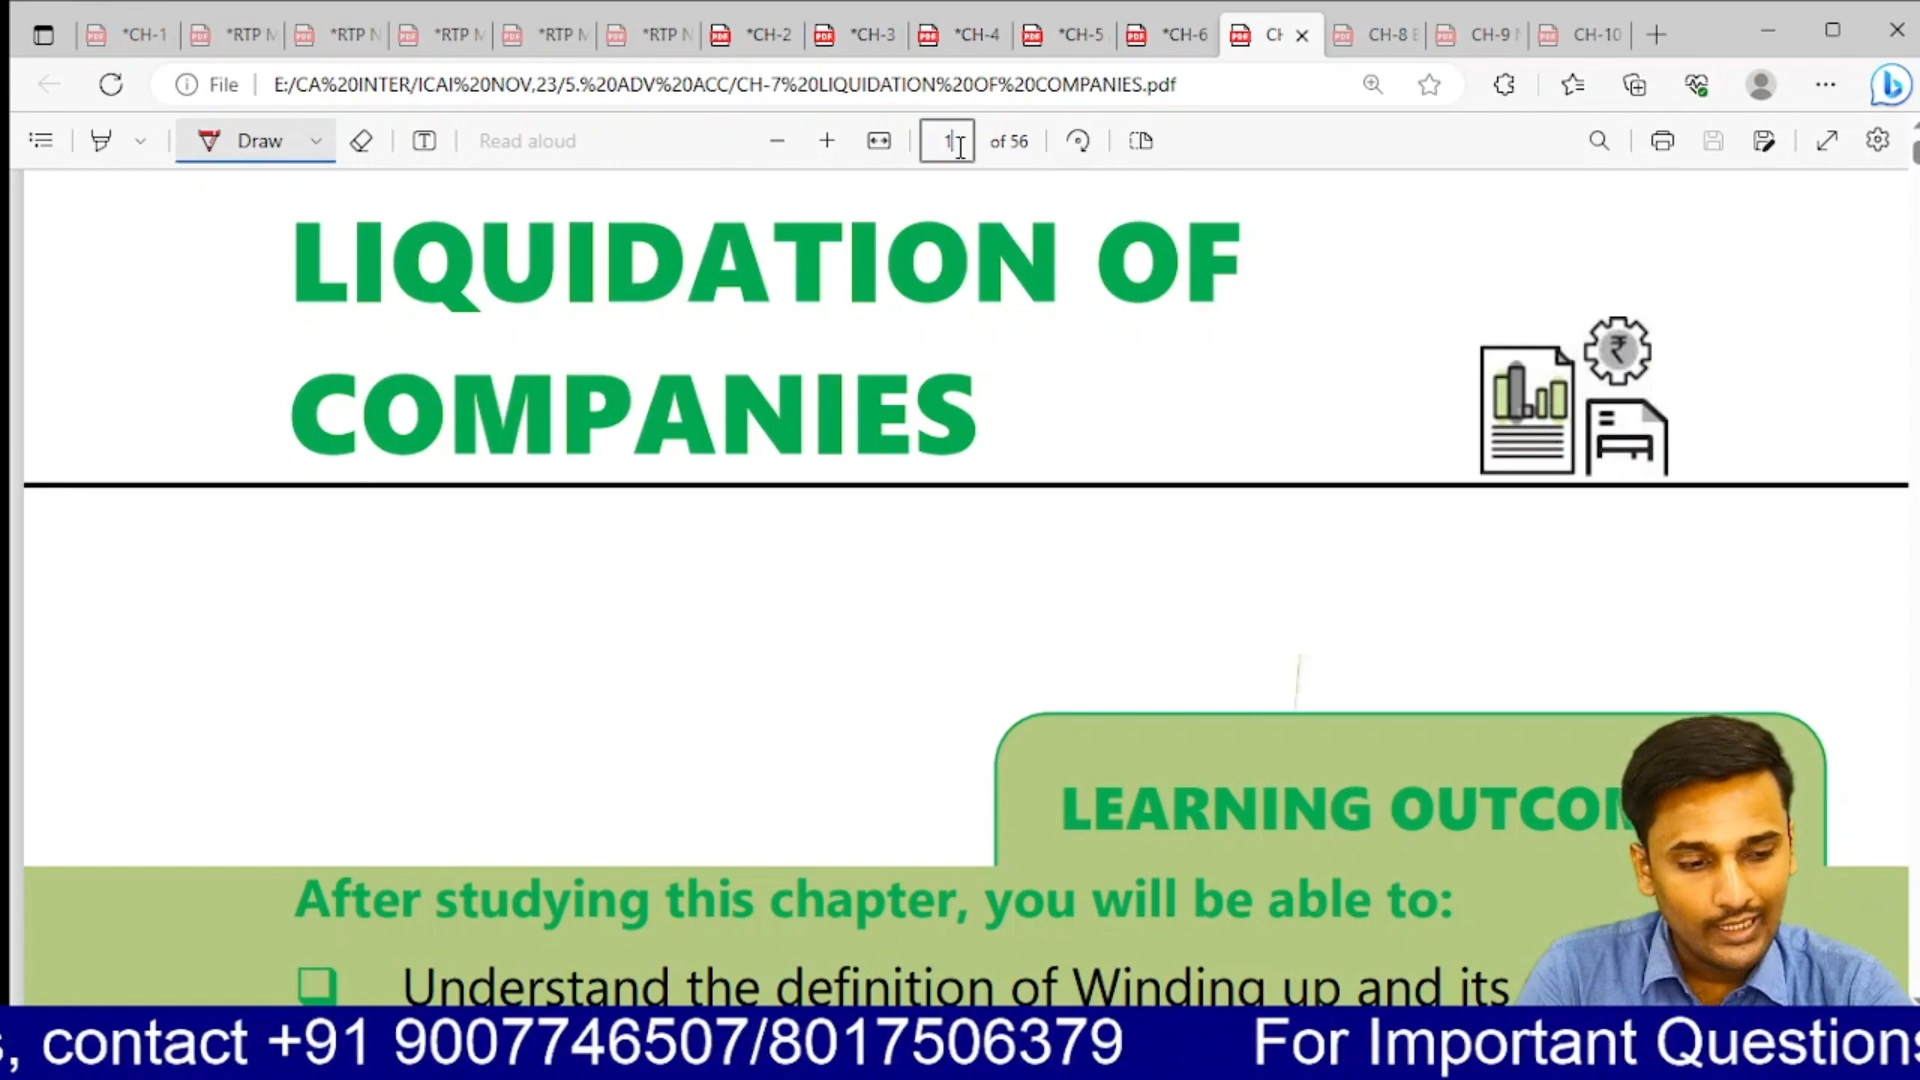 *CH-1
*RTP M
*RTP N
*RTP M
*RTP M
*RTP N
*CH-2
*CH-3
*CH-4
*CH-5
*CH-6
CH
CH-8 E
CH-9 N
CH-10
File
E:/CA%20INTER/ICAI%20NOV,23/5.%20ADV%20ACC/CH-7%20LIQUIDATION%20OF%20COMPANIES.pdf
Draw
Read aloud
1
of 56
LIQUIDATION OF
COMPANIES
₹
LEARNING OUTCOM
After studying this chapter, you will be able to:
Understand the definition of Winding up and its
s, contact +91 9007746507/8017506379 For Important Questions